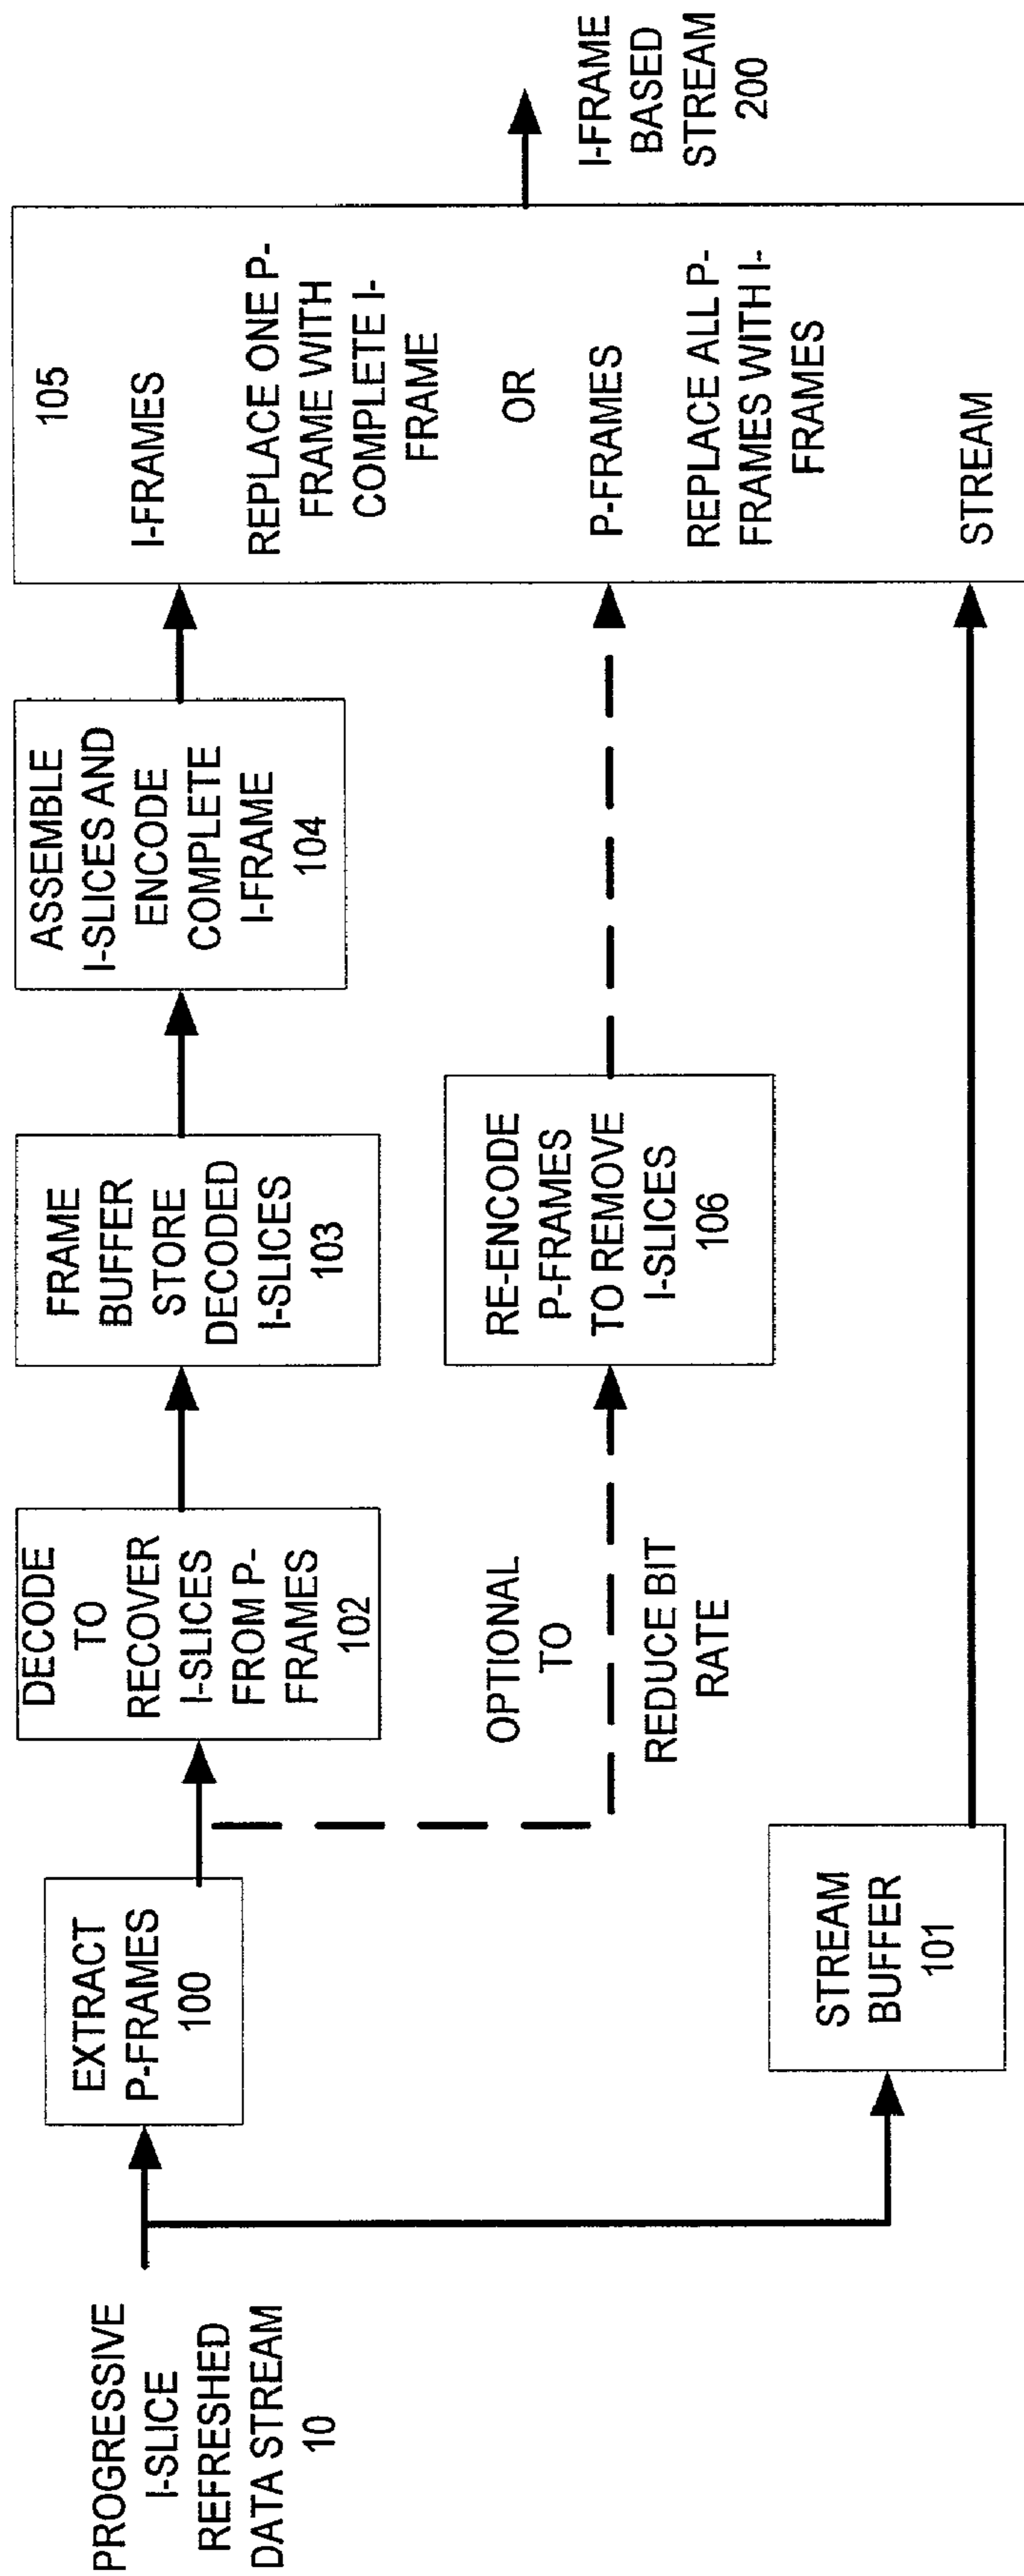 PROGRESSIVE
I-SLICE
REFRESHED
DATA STREAM
10
EXTRACT
P-FRAMES
100
DECODE
TO
RECOVER
I-SLICES
FROM P-
FRAMES
102
FRAME
BUFFER
STORE
DECODED
I-SLICES
103
ASSEMBLE
I-SLICES AND
ENCODE
COMPLETE
I-FRAME
104
OPTIONAL
TO
REDUCE BIT
RATE
RE-ENCODE
P-FRAMES
TO REMOVE
I-SLICES
106
STREAM
BUFFER
101
105
I-FRAMES
REPLACE ONE P-
FRAME WITH
COMPLETE I-
FRAME
OR
P-FRAMES
REPLACE ALL P-
FRAMES WITH I-
FRAMES
STREAM
I-FRAME
BASED
STREAM
200